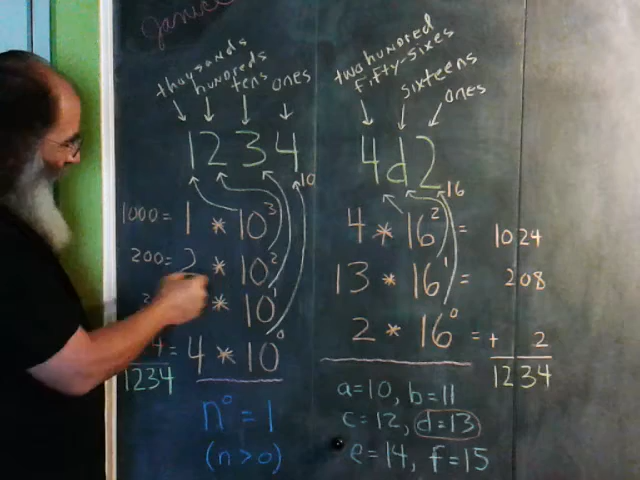 Janice
thousands
hundreds
tens
ones
1234 10
1000 = 1 * 10³
200 = 2 * 10²
* 10¹
4 = 4 * 10⁰
1234
n⁰ = 1
(n>0)
two hundred
fifty-sixes
sixteens
ones
4d2 16
4 * 16² = 1024
13 * 16¹ = 208
2 * 16⁰ = + 2
1234
a=10, b=11
c=12, d=13
e=14, f=15